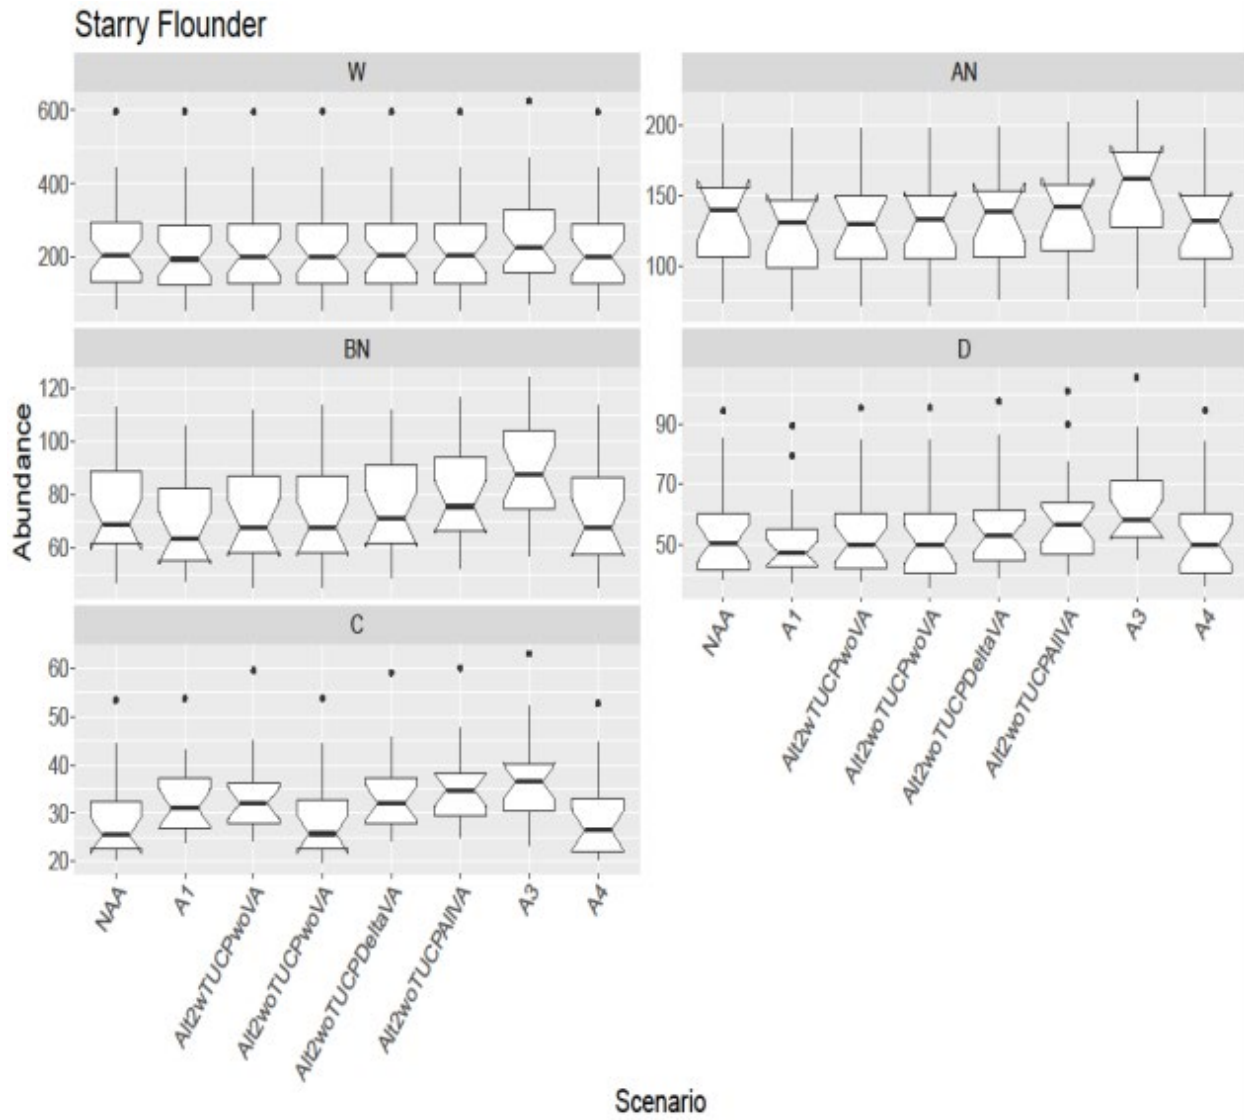 Starry Flounder
W
AN
600
400
200
200
150
100
BN
D
Abundance
120
100
80
60
90
70
50
C
60
50
40
30
20
NAA
A1
Alt2wTUCPwoVA
Alt2woTUCPwoVA
Alt2woTUCPDeltaVA
Alt2woTUCPAllVA
A3
A4
NAA
A1
Alt2wTUCPwoVA
Alt2woTUCPwoVA
Alt2woTUCPDeltaVA
Alt2woTUCPAllVA
A3
A4
Scenario